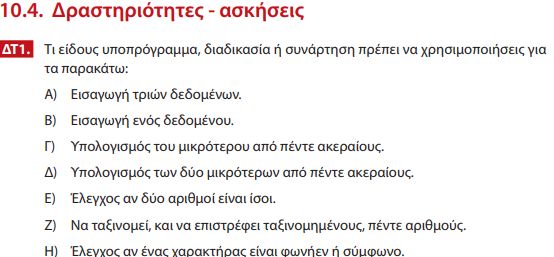 10.4. Δραστηριότητες - ασκήσεις
ΔΤ1. Τι είδους υποπρόγραμμα, διαδικασία ή συνάρτηση πρέπει να χρησιμοποιήσεις για
τα παρακάτω:
Α) Εισαγωγή τριών δεδομένων.
Β) Εισαγωγή ενός δεδομένου.
Γ) Υπολογισμός του μικρότερου από πέντε ακεραίους.
Δ) Υπολογισμός των δύο μικρότερων από πέντε ακεραίους.
Ε) Έλεγχος αν δύο αριθμοί είναι ίσοι.
Ζ) Να ταξινομεί, και να επιστρέφει ταξινομημένους, πέντε αριθμούς.
Η) Έλεγχος αν ένας χαρακτήρας είναι φωνήεν ή σύμφωνο.